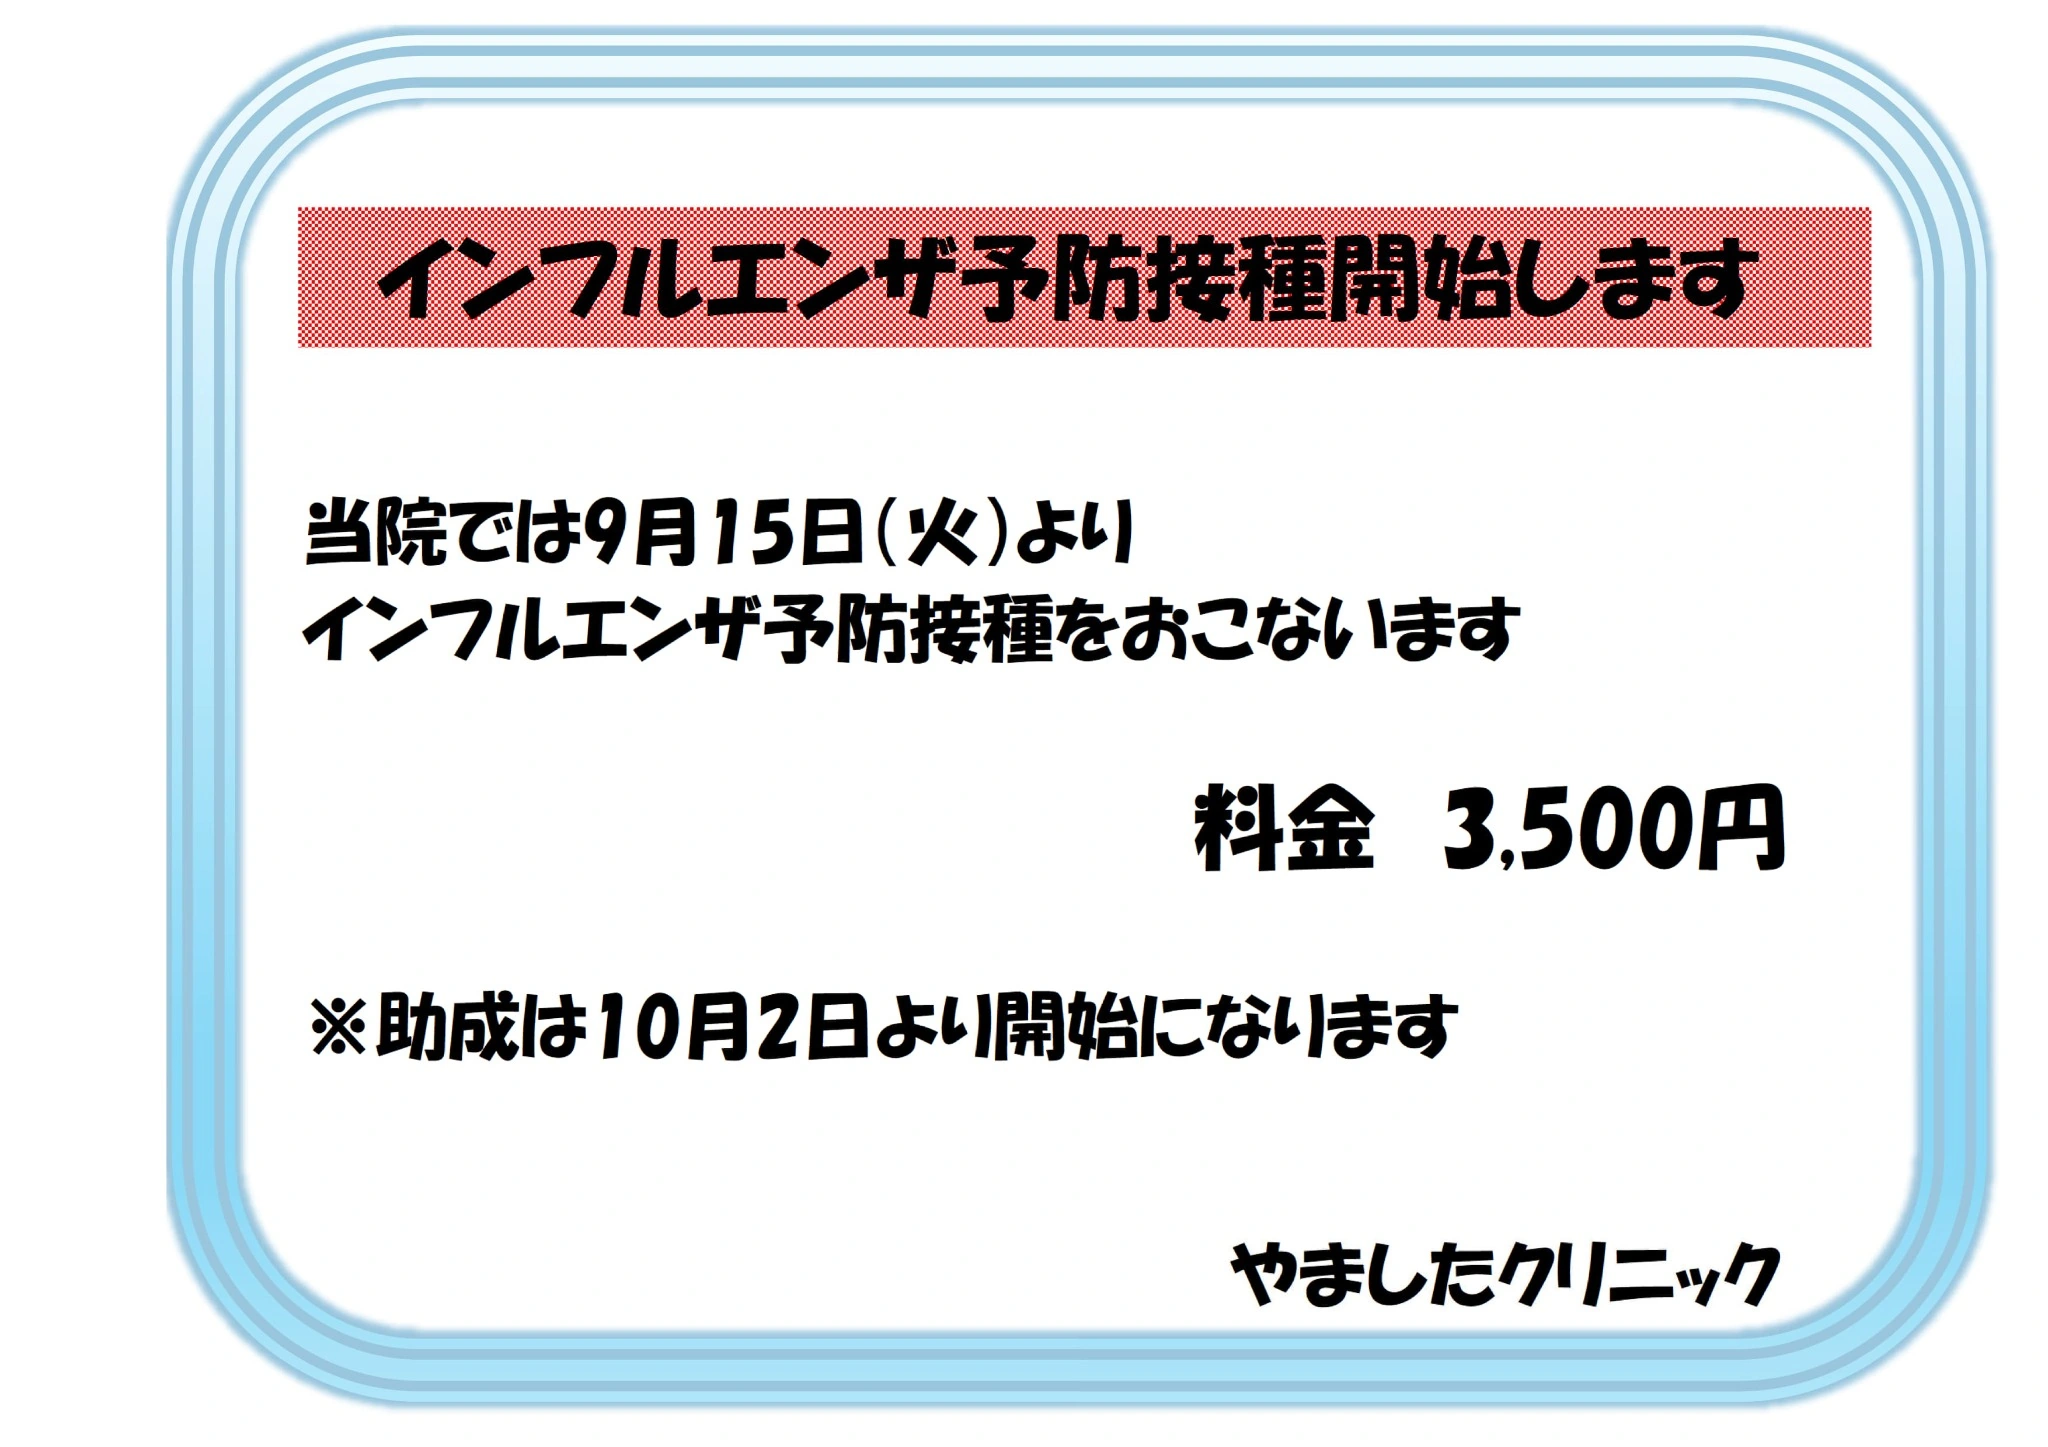 インフルエンザ予防接種開始します
当院では9月15日(火)より
インフルエンザ予防接種をおこないます
料金　3,500円
※助成は10月2日より開始になります
やましたクリニック